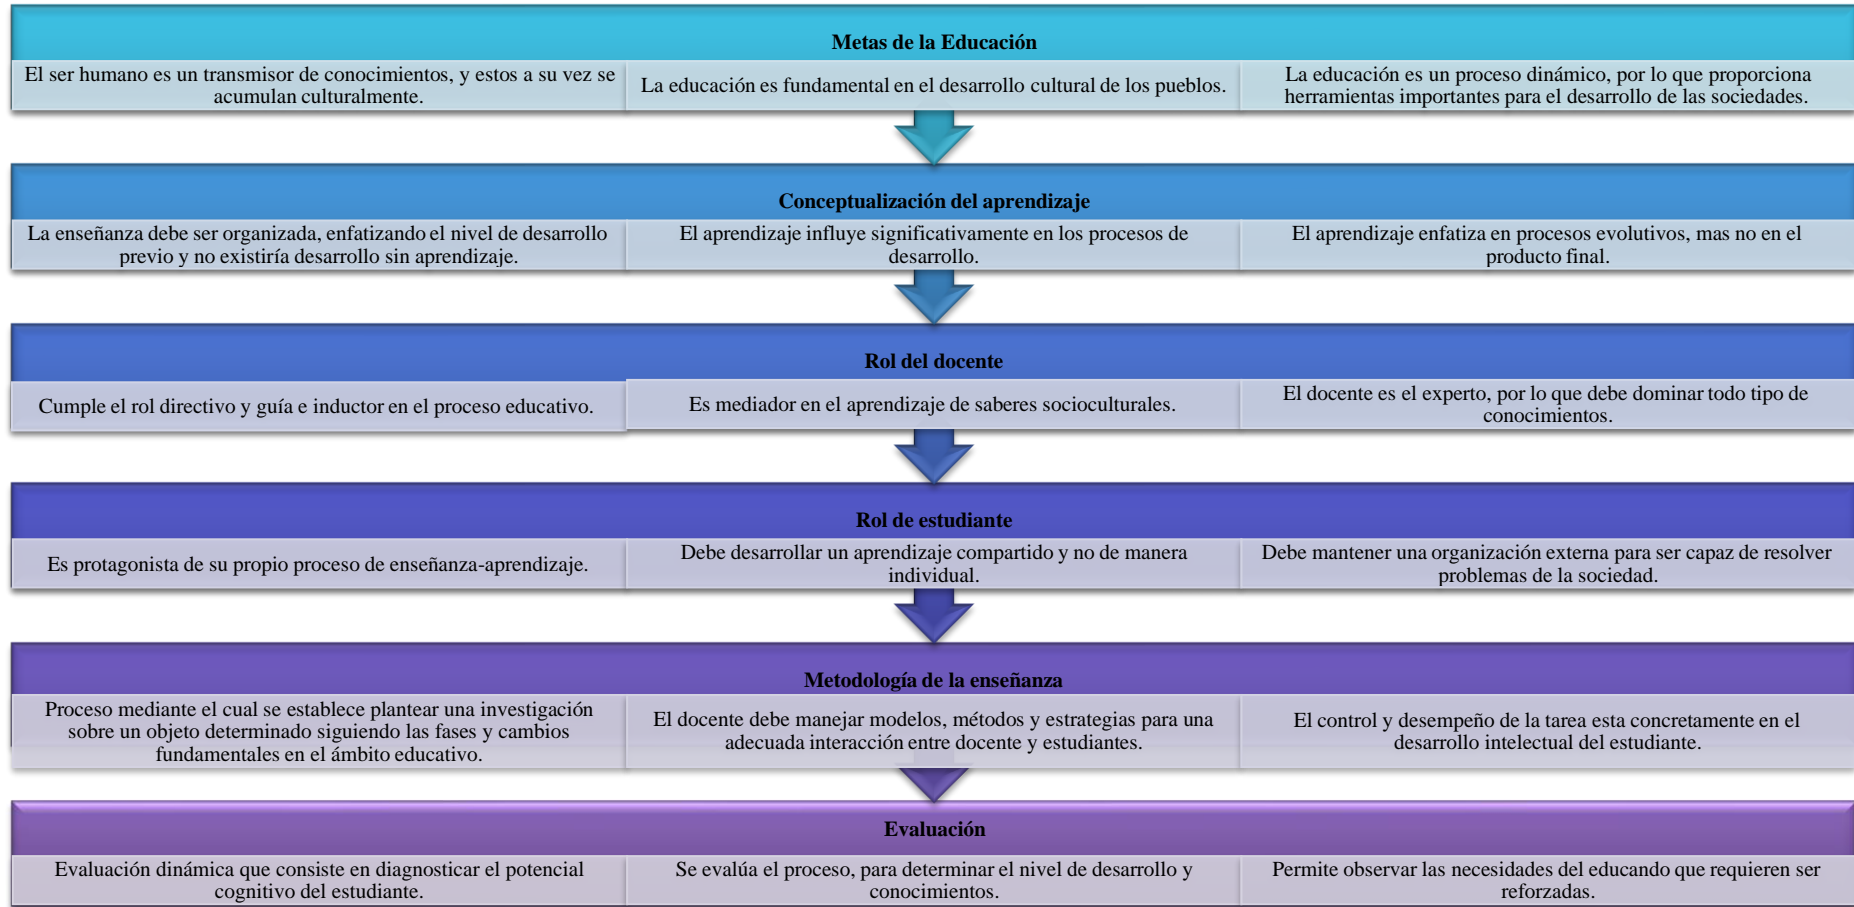 Metas de la Educación
El ser humano es un transmisor de conocimientos, y estos a su vez se
acumulan culturalmente.
La educación es fundamental en el desarrollo cultural de los pueblos.
La educación es un proceso dinámico, por lo que proporciona
herramientas importantes para el desarrollo de las sociedades.
Conceptualización del aprendizaje
La enseñanza debe ser organizada, enfatizando el nivel de desarrollo
previo y no existiría desarrollo sin aprendizaje.
El aprendizaje influye significativamente en los procesos de
desarrollo.
El aprendizaje enfatiza en procesos evolutivos, mas no en el
producto final.
Rol del docente
Cumple el rol directivo y guía e inductor en el proceso educativo.
Es mediador en el aprendizaje de saberes socioculturales.
El docente es el experto, por lo que debe dominar todo tipo de
conocimientos.
Rol de estudiante
Es protagonista de su propio proceso de enseñanza-aprendizaje.
Debe desarrollar un aprendizaje compartido y no de manera
individual.
Debe mantener una organización externa para ser capaz de resolver
problemas de la sociedad.
Metodología de la enseñanza
Proceso mediante el cual se establece plantear una investigación
sobre un objeto determinado siguiendo las fases y cambios
fundamentales en el ámbito educativo.
El docente debe manejar modelos, métodos y estrategias para una
adecuada interacción entre docente y estudiantes.
El control y desempeño de la tarea esta concretamente en el
desarrollo intelectual del estudiante.
Evaluación
Evaluación dinámica que consiste en diagnosticar el potencial
cognitivo del estudiante.
Se evalúa el proceso, para determinar el nivel de desarrollo y
conocimientos.
Permite observar las necesidades del educando que requieren ser
reforzadas.